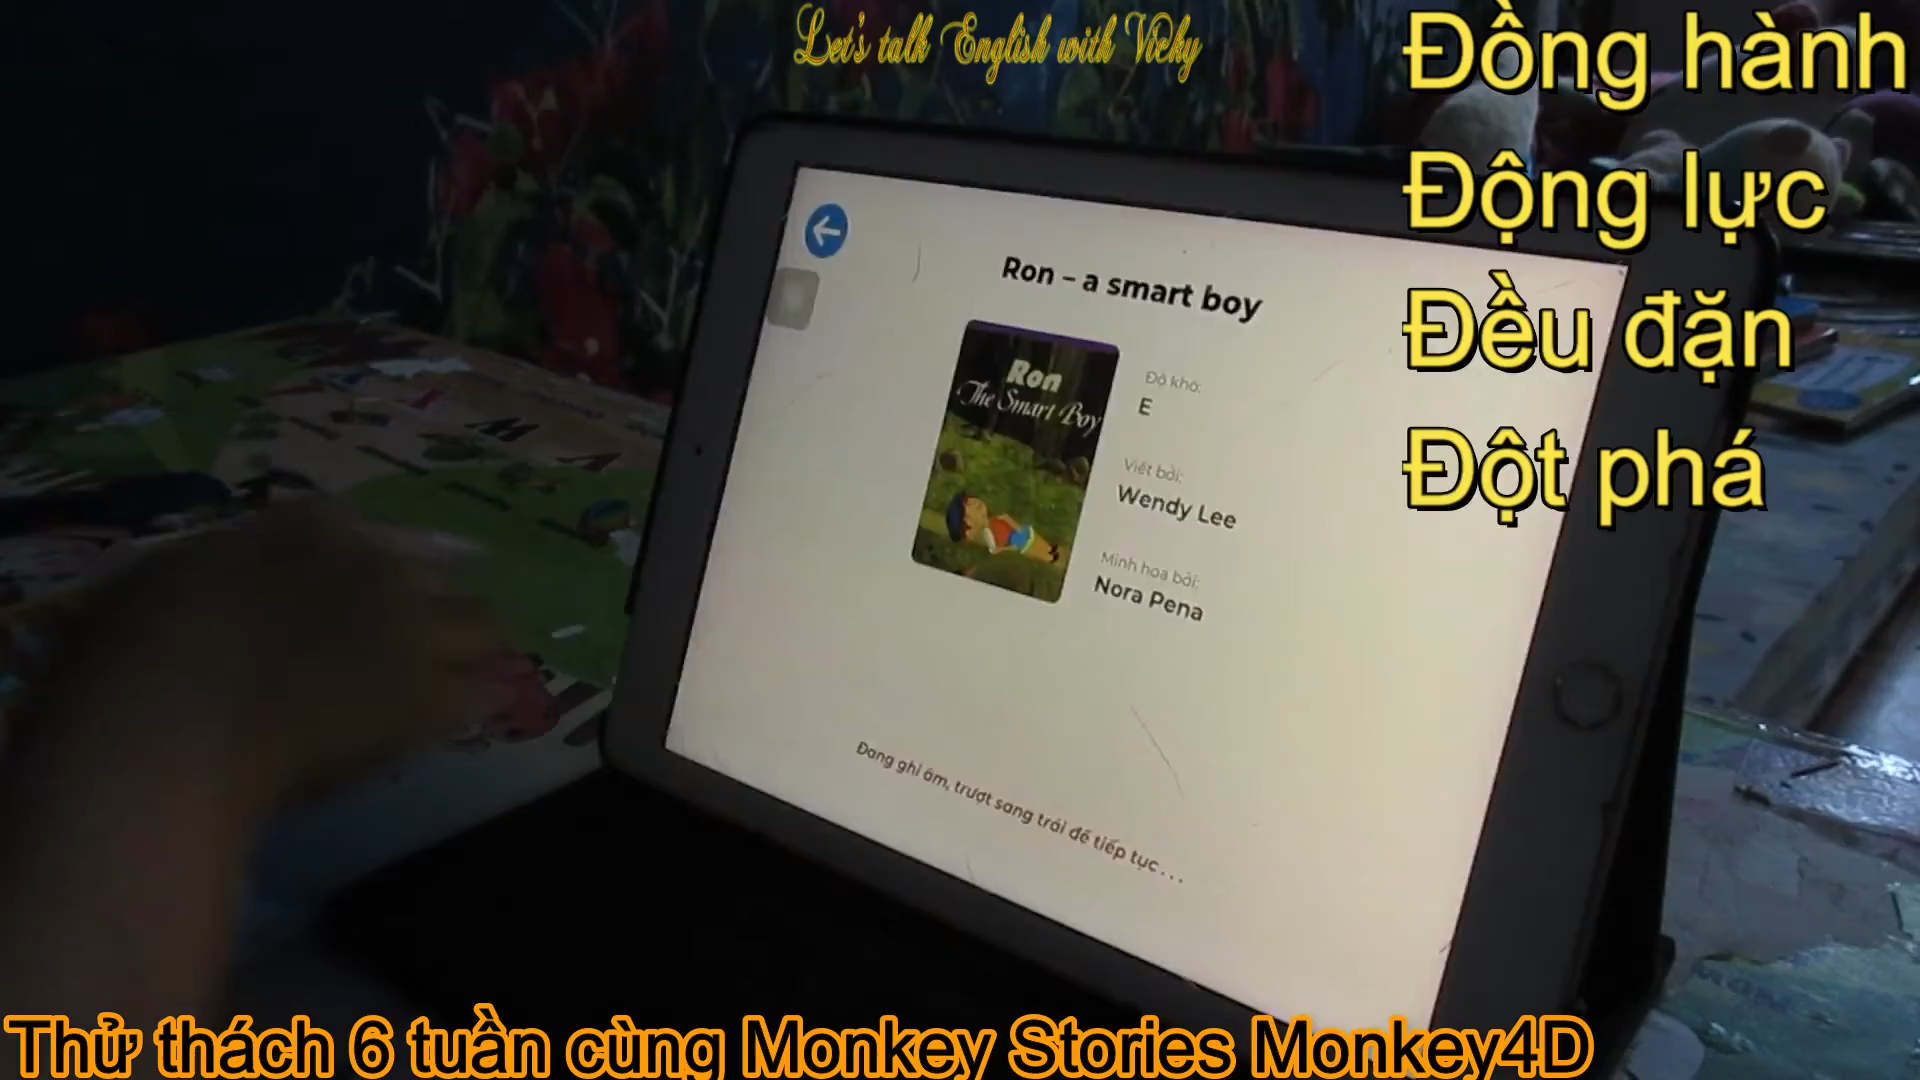 Let's talk English with Vicky
Đồng hành
Động lực
Đều đặn
Đột phá
Ron – a smart boy
Ron
The Smart Boy
Độ khó:
E
Viết bởi:
Wendy Lee
Minh hoạ bởi:
Nora Pena
Đang ghi âm, trượt sang trái để tiếp tục...
Thử thách 6 tuần cùng Monkey Stories Monkey4D